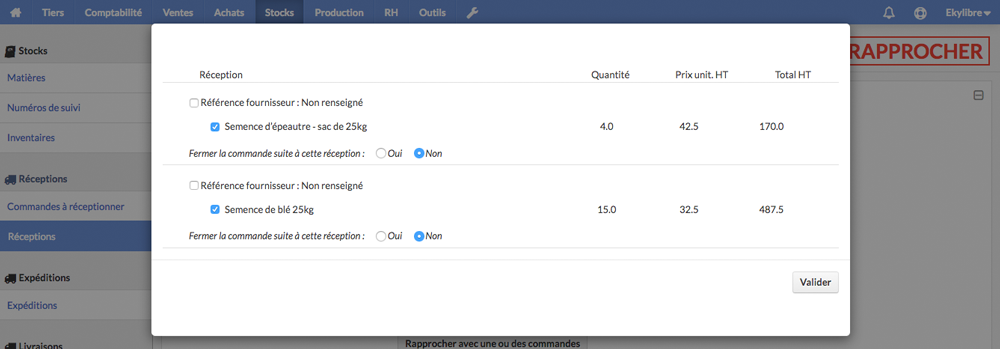 Tiers Comptabilité Ventes Achats Stocks Production RH Outils Ekylibre
Stocks
Matières
Numéros de suivi
Inventaires
Réceptions
Commandes à réceptionner
Réceptions
Expéditions
Expéditions
Livraisons
RAPPROCHER
Réception Quantité Prix unit. HT Total HT
Référence fournisseur : Non renseigné
Semence d'épeautre - sac de 25kg 4.0 42.5 170.0
Fermer la commande suite à cette réception : Oui Non
Référence fournisseur : Non renseigné
Semence de blé 25kg 15.0 32.5 487.5
Fermer la commande suite à cette réception : Oui Non
Valider
Rapprocher avec une ou des commandes